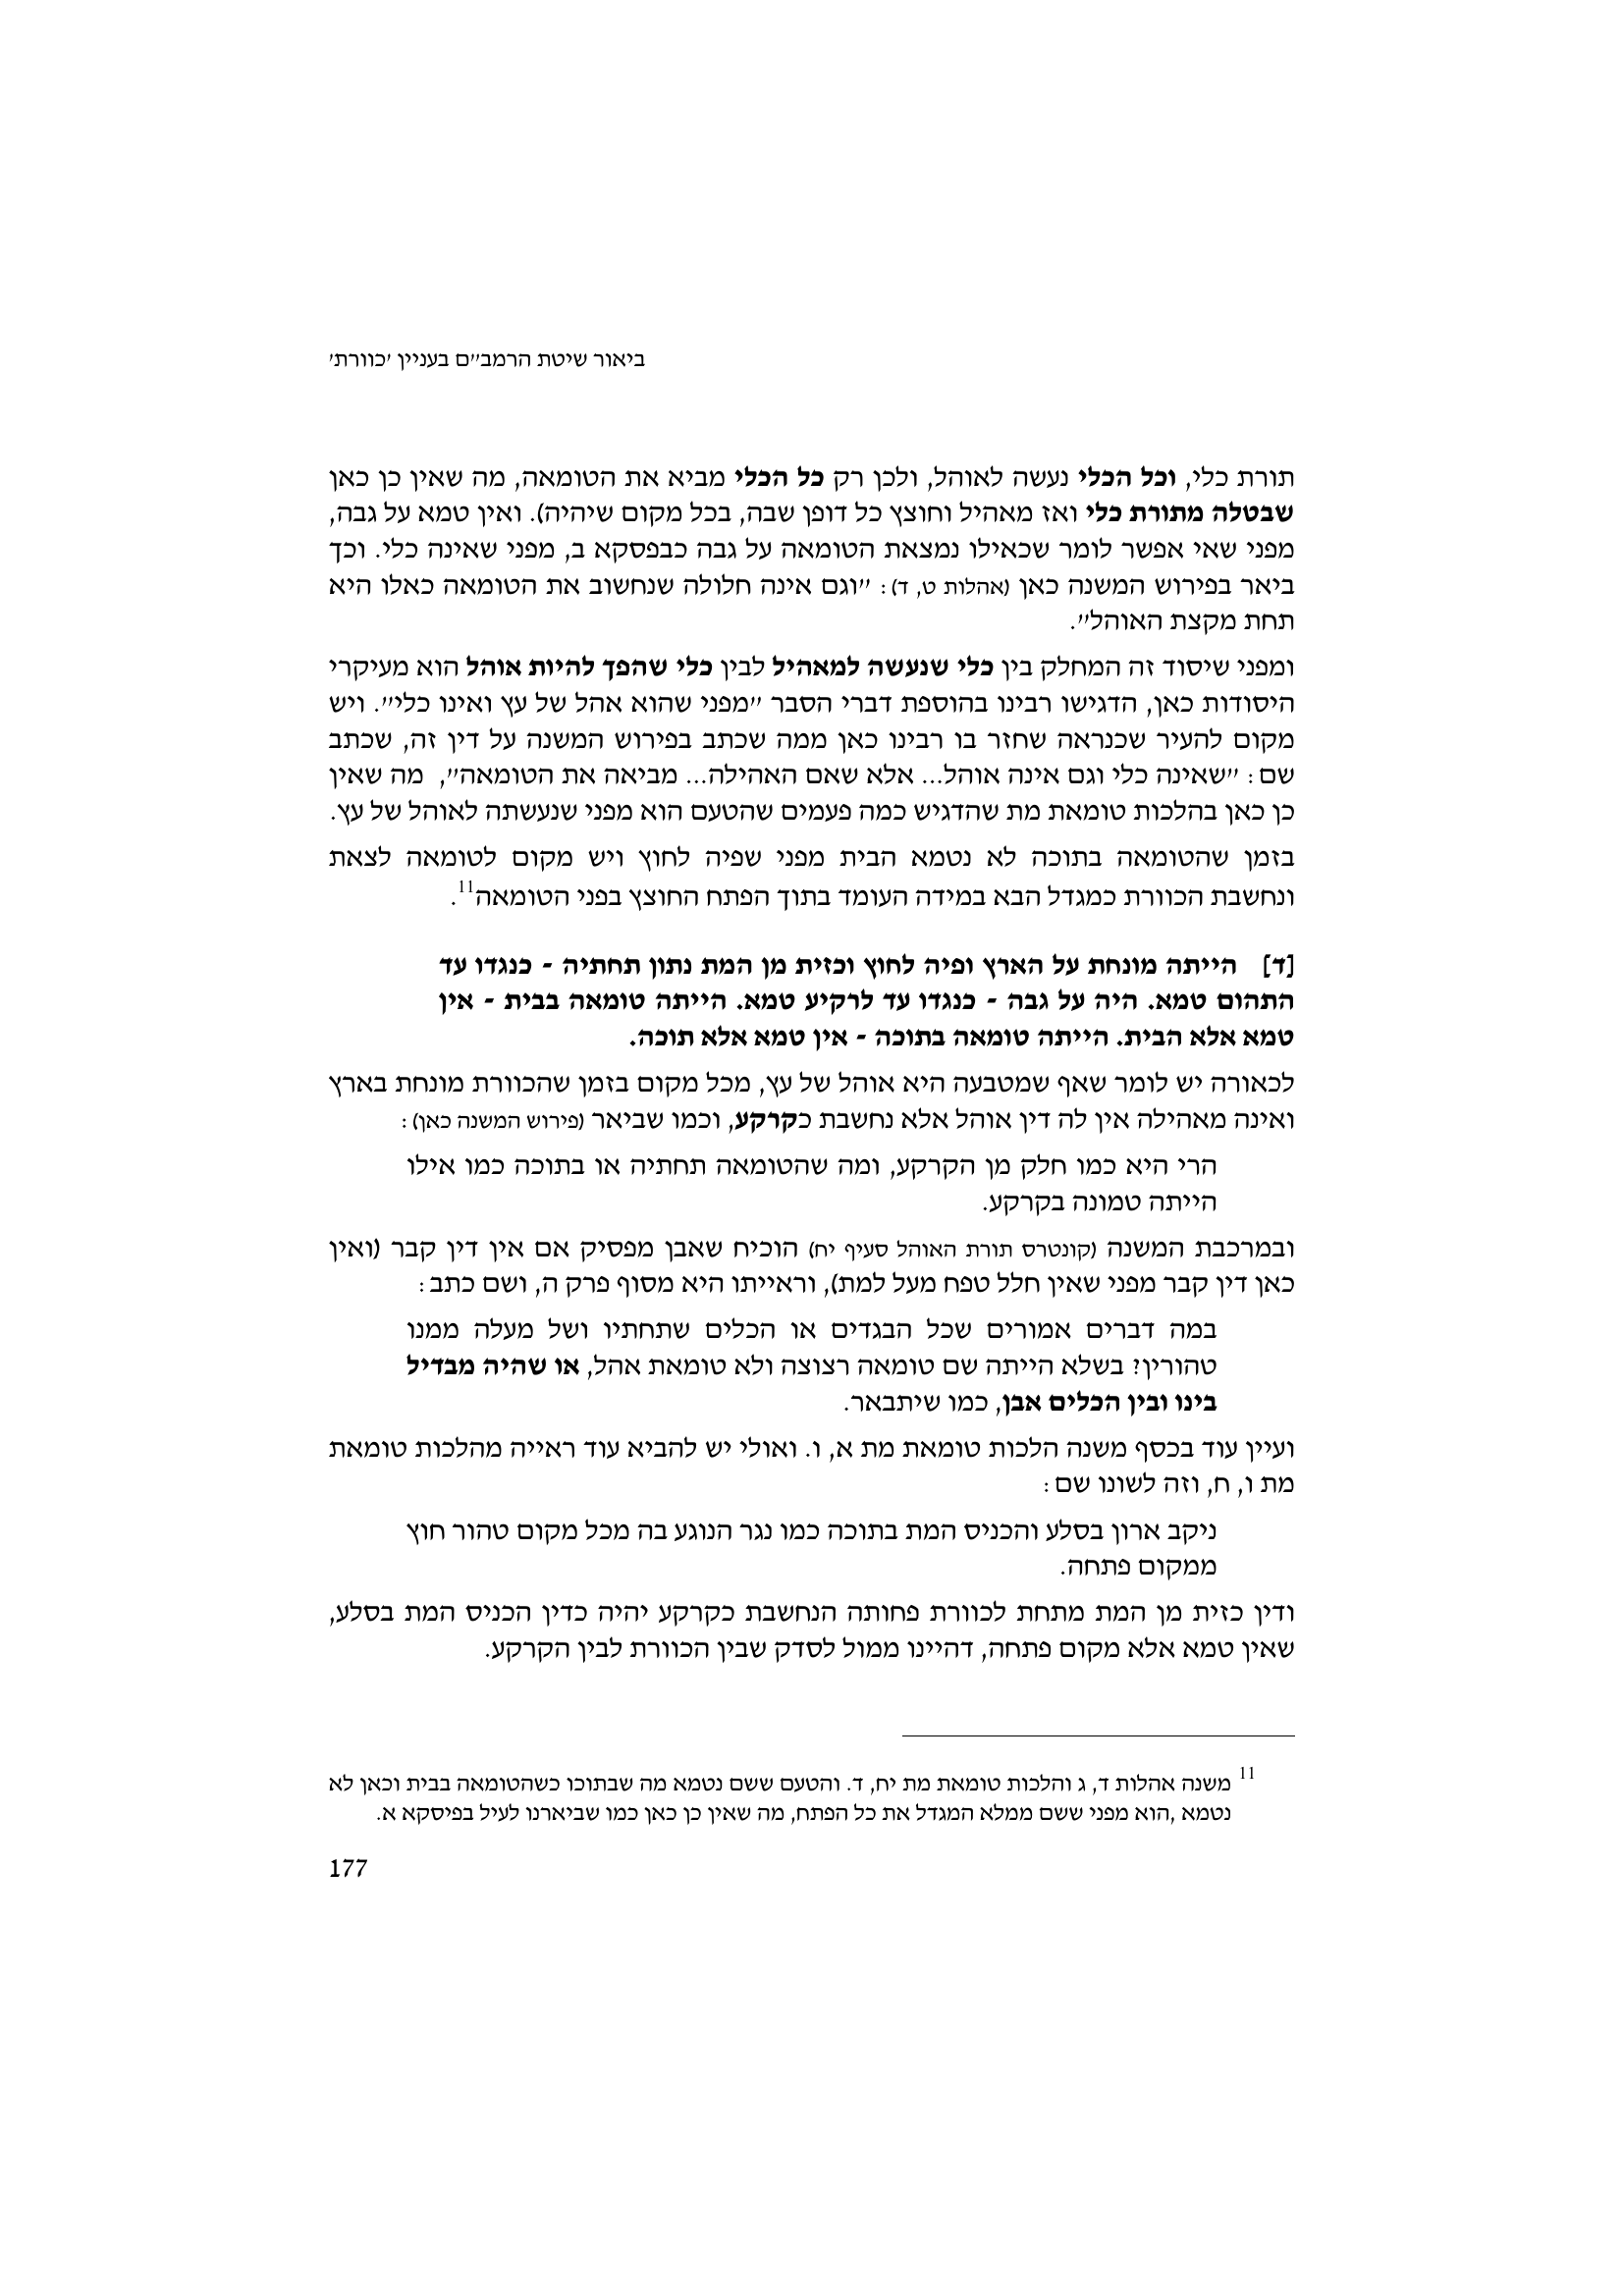 ביאור שיטת הרמב״ם בעניין ׳כוורת׳
תורת כלי, וכל הכלי נעשה לאוהל, ולכן רק כל הכלי מביא את הטומאה, מה שאין כן כאן
שבטלה מתורת כלי ואז מאהיל וחוצץ כל דופן שבה, בכל מקום שיהיה). ואין טמא על גבה,
מפני שאי אפשר לומר שכאילו נמצאת הטומאה על גבה כבפסקא ב, מפני שאינה כלי. וכך
ביאר בפירוש המשנה כאן (אהלות ט, ד): ״וגם אינה חלולה שנחשוב את הטומאה כאלו היא
תחת מקצת האוהל״.
ומפני שיסוד זה המחלק בין כלי שנעשה למאהיל לבין כלי שהפך להיות אוהל הוא מעיקרי
היסודות כאן, הדגישו רבינו בהוספת דברי הסבר ״מפני שהוא אהל של עץ ואינו כלי״. ויש
מקום להעיר שכנראה שחזר בו רבינו כאן ממה שכתב בפירוש המשנה על דין זה, שכתב
שם: ״שאינה כלי וגם אינה אוהל... אלא שאם האהילה... מביאה את הטומאה״, מה שאין
כן כאן בהלכות טומאת מת שהדגיש כמה פעמים שהטעם הוא מפני שנעשתה לאוהל של עץ.
בזמן שהטומאה בתוכה לא נטמא הבית מפני שפיה לחוץ ויש מקום לטומאה לצאת
ונחשבת הכוורת כמגדל הבא במידה העומד בתוך הפתח החוצץ בפני הטומאה11.
[ד] הייתה מונחת על הארץ ופיה לחוץ וכזית מן המת נתון תחתיה - כנגדו עד
התהום טמא. היה על גבה - כנגדו עד לרקיע טמא. הייתה טומאה בבית - אין
טמא אלא הבית. הייתה טומאה בתוכה - אין טמא אלא תוכה.
לכאורה יש לומר שאף שמטבעה היא אוהל של עץ, מכל מקום בזמן שהכוורת מונחת בארץ
ואינה מאהילה אין לה דין אוהל אלא נחשבת כקרקע, וכמו שביאר (פירוש המשנה כאן):
הרי היא כמו חלק מן הקרקע, ומה שהטומאה תחתיה או בתוכה כמו אילו
הייתה טמונה בקרקע.
ובמרכבת המשנה (קונטרס תורת האוהל סעיף יח) הוכיח שאבן מפסיק אם אין דין קבר (ואין
כאן דין קבר מפני שאין חלל טפח מעל למת), וראייתו היא מסוף פרק ה, ושם כתב:
במה דברים אמורים שכל הבגדים או הכלים שתחתיו ושל מעלה ממנו
טהורין? בשלא הייתה שם טומאה רצוצה ולא טומאת אהל, או שהיה מבדיל
בינו ובין הכלים אבן, כמו שיתבאר.
ועיין עוד בכסף משנה הלכות טומאת מת א, ו. ואולי יש להביא עוד ראייה מהלכות טומאת
מת ו, ח, וזה לשונו שם:
ניקב ארון בסלע והכניס המת בתוכה כמו נגר הנוגע בה מכל מקום טהור חוץ
ממקום פתחה.
ודין כזית מן המת מתחת לכוורת פחותה הנחשבת כקרקע יהיה כדין הכניס המת בסלע,
שאין טמא אלא מקום פתחה, דהיינו ממול לסדק שבין הכוורת לבין הקרקע.
11 משנה אהלות ד, ג והלכות טומאת מת יח, ד. והטעם ששם נטמא מה שבתוכו כשהטומאה בבית וכאן לא
נטמא ,הוא מפני ששם ממלא המגדל את כל הפתח, מה שאין כן כאן כמו שביארנו לעיל בפיסקא א.
177